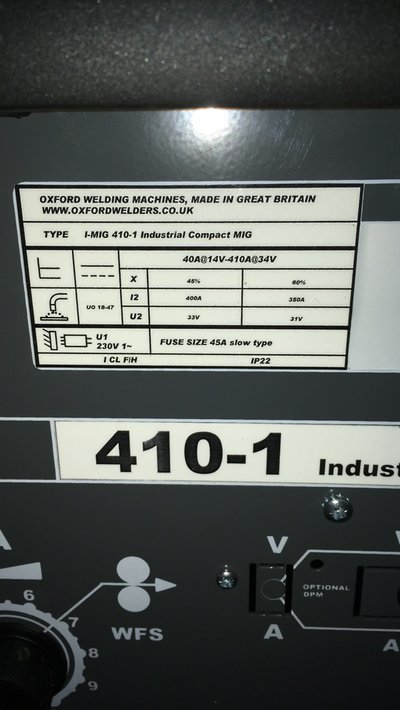 OXFORD WELDING MACHINES, MADE IN GREAT BRITAIN
WWW.OXFORDWELDERS.CO.UK
TYPE I-MIG 410-1 Industrial Compact MIG
40A@14V-410A@34V
X 45% 60%
UO 18-47 I2 400A 350A
U2 32V 31V
U1
230V 1~ FUSE SIZE 45A slow type
I CL F/H IP22
410-1 Indust
A
V
6
7
8
9
WFS
OPTIONAL
DPM
A
A